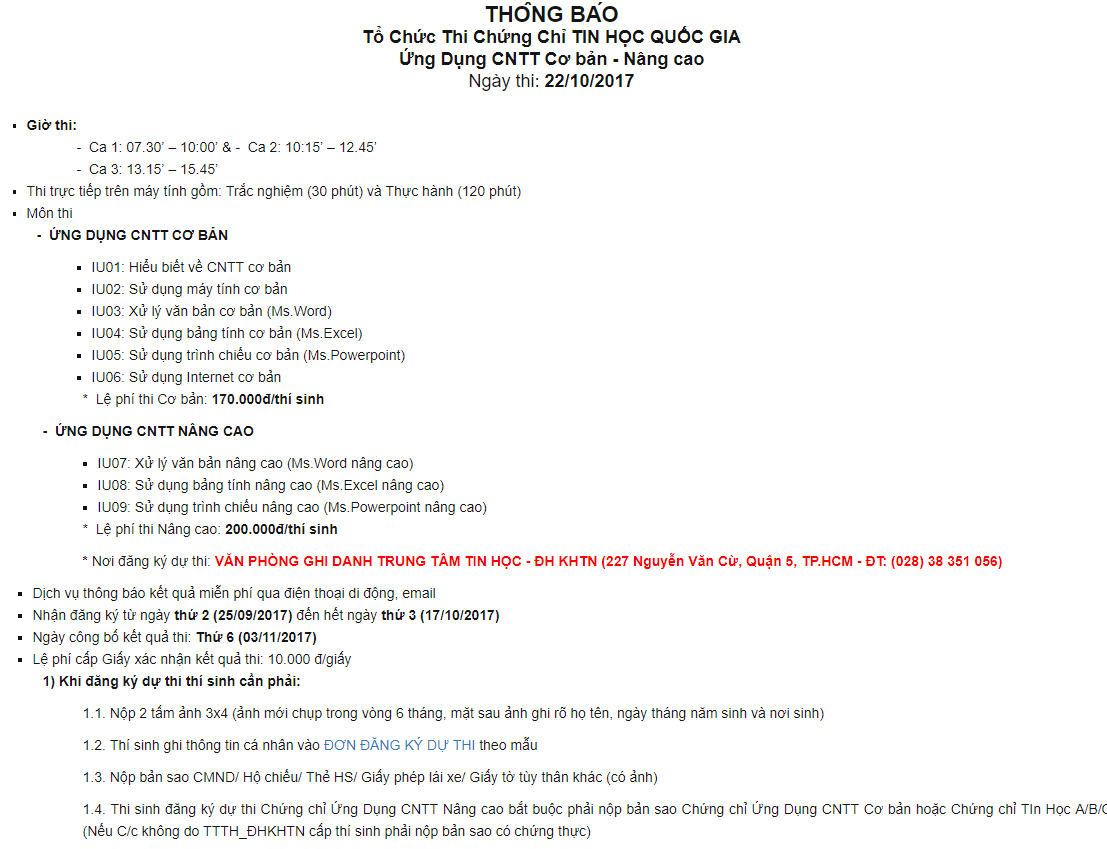 THÔNG BÁO
Tổ Chức Thi Chứng Chỉ TIN HỌC QUỐC GIA
Ứng Dụng CNTT Cơ bản - Nâng cao
Ngày thi: 22/10/2017
Giờ thi:
- Ca 1: 07.30’ – 10:00’ & - Ca 2: 10:15’ – 12.45’
- Ca 3: 13.15’ – 15.45’
Thi trực tiếp trên máy tính gồm: Trắc nghiệm (30 phút) và Thực hành (120 phút)
Môn thi
- ỨNG DỤNG CNTT CƠ BẢN
IU01: Hiểu biết về CNTT cơ bản
IU02: Sử dụng máy tính cơ bản
IU03: Xử lý văn bản cơ bản (Ms.Word)
IU04: Sử dụng bảng tính cơ bản (Ms.Excel)
IU05: Sử dụng trình chiếu cơ bản (Ms.Powerpoint)
IU06: Sử dụng Internet cơ bản
* Lệ phí thi Cơ bản: 170.000đ/thí sinh
- ỨNG DỤNG CNTT NÂNG CAO
IU07: Xử lý văn bản nâng cao (Ms.Word nâng cao)
IU08: Sử dụng bảng tính nâng cao (Ms.Excel nâng cao)
IU09: Sử dụng trình chiếu nâng cao (Ms.Powerpoint nâng cao)
* Lệ phí thi Nâng cao: 200.000đ/thí sinh
* Nơi đăng ký dự thi: VĂN PHÒNG GHI DANH TRUNG TÂM TIN HỌC - ĐH KHTN (227 Nguyễn Văn Cừ, Quận 5, TP.HCM - ĐT: (028) 38 351 056)
Dịch vụ thông báo kết quả miễn phí qua điện thoại di động, email
Nhận đăng ký từ ngày thứ 2 (25/09/2017) đến hết ngày thứ 3 (17/10/2017)
Ngày công bố kết quả thi: Thứ 6 (03/11/2017)
Lệ phí cấp Giấy xác nhận kết quả thi: 10.000 đ/giấy
1) Khi đăng ký dự thi thí sinh cần phải:
1.1. Nộp 2 tấm ảnh 3x4 (ảnh mới chụp trong vòng 6 tháng, mặt sau ảnh ghi rõ họ tên, ngày tháng năm sinh và nơi sinh)
1.2. Thí sinh ghi thông tin cá nhân vào ĐƠN ĐĂNG KÝ DỰ THI theo mẫu
1.3. Nộp bản sao CMND/ Hộ chiếu/ Thẻ HS/ Giấy phép lái xe/ Giấy tờ tùy thân khác (có ảnh)
1.4. Thi sinh đăng ký dự thi Chứng chỉ Ứng Dụng CNTT Nâng cao bắt buộc phải nộp bản sao Chứng chỉ Ứng Dụng CNTT Cơ bản hoặc Chứng chỉ TIn Học A/B/C
(Nếu C/c không do TTTH_ĐHKHTN cấp thí sinh phải nộp bản sao có chứng thực)